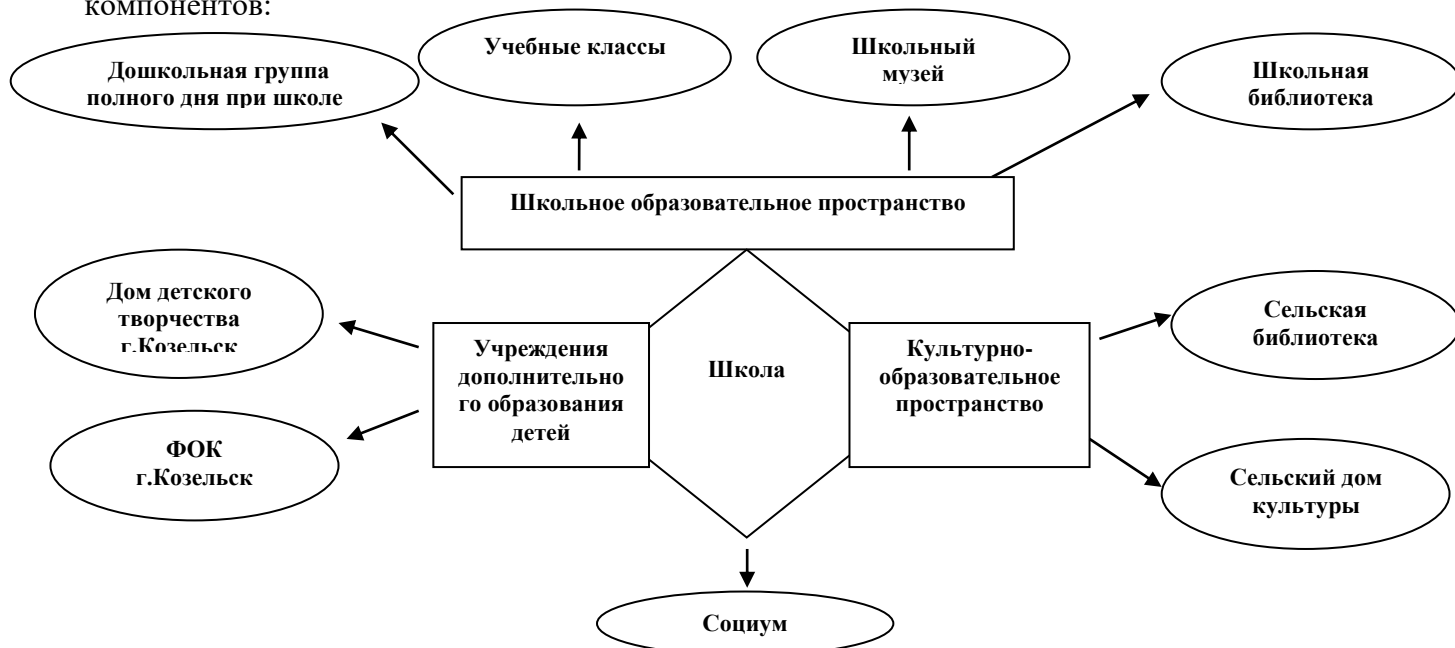 компонентов:
Дошкольная группа
полного дня при школе
Учебные классы
Школьный
музей
Школьная
библиотека
Школьное образовательное пространство
Дом детского
творчества
г.Козельск
Учреждения
дополнительно
го образования
детей
Школа
Культурно-
образовательное
пространство
Сельская
библиотека
ФОК
г.Козельск
Сельский дом
культуры
Социум